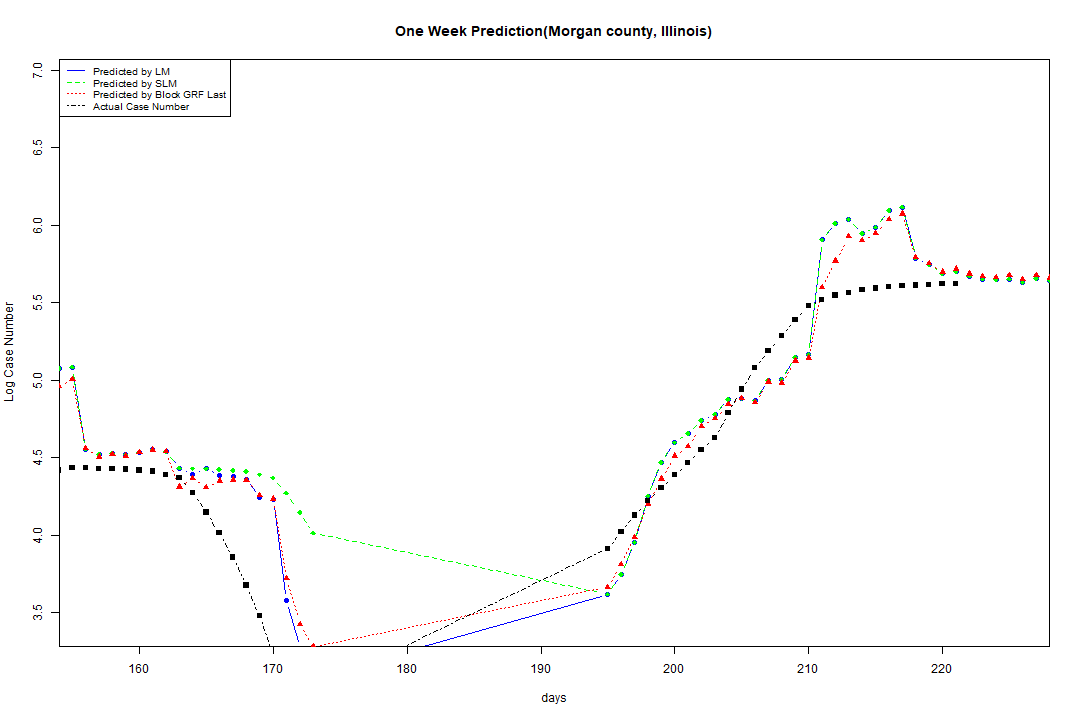 One Week Prediction(Morgan county, Illinois)
Predicted by LM
Predicted by SLM
Predicted by Block GRF Last
Actual Case Number
7.0
6.5
6.0
5.5
5.0
4.5
4.0
3.5
Log Case Number
160 170 180 190 200 210 220
days